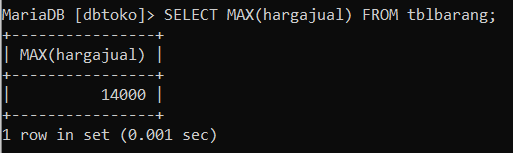 MariaDB [dbtoko]> SELECT MAX(hargajual) FROM tblbarang;
+----------------+
| MAX(hargajual) |
+----------------+
|          14000 |
+----------------+
1 row in set (0.001 sec)